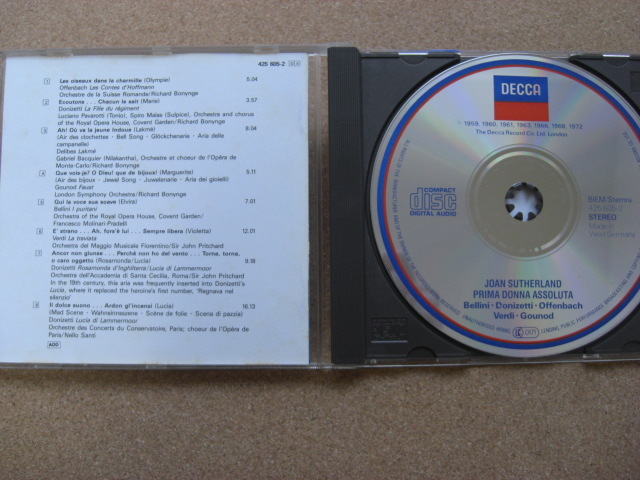 425 605-2
1 Les oiseaux dans la charmille (Olympia) 5.04
Offenbach Les Contes d'Hoffmann
Orchestre de la Suisse Romande/Richard Bonynge
2 Ecoutons . . . Chacun le sait (Marie) 3.57
Donizetti La Fille du régiment
Luciano Pavarotti (Tonio), Spiro Malas (Sulpice), Orchestra and chorus
of the Royal Opera House, Covent Garden/Richard Bonynge
3 Ah! Où va la jeune Indoue (Lakmé) 8.04
(Air des clochettes · Bell Song · Glöckchenarie · Aria delle
campanelle)
Delibes Lakmé
Gabriel Bacquier (Nilakantha), Orchestre et choeur de l'Opéra de
Monte-Carlo/Richard Bonynge
4 Que vois-je? O Dieu! que de bijoux! (Marguerite) 5.11
(Air des bijoux · Jewel Song · Juwelenarie · Aria dei gioielli)
Gounod Faust
London Symphony Orchestra/Richard Bonynge
5 Qui la voce sua soave (Elvira) 7.01
Bellini I puritani
Orchestra of the Royal Opera House, Covent Garden/
Francesco Molinari-Pradelli
6 E' strano . . . Ah, fors'è lui . . . Sempre libera (Violetta) 12.01
Verdi La traviata
Orchestra del Maggio Musicale Fiorentino/Sir John Pritchard
7 Ancor non giunse . . . Perchè non ho del vento . . . Torna, torna,
o caro oggetto (Rosamonda/Lucia) 9.18
Donizetti Rosamonda d'Inghilterra/Lucia di Lammermoor
Orchestra dell'Accademia di Santa Cecilia, Roma/Sir John Pritchard
In the 19th century, this aria was frequently inserted into Donizetti's
Lucia, where it replaced the heroine's first number, 'Regnava nel
silenzio'
8 Il dolce suono . . . Ardon gl'incensi (Lucia) 16.13
(Mad Scene · Wahnsinnsszene · Scène de folie · Scena di pazzia)
Donizetti Lucia di Lammermoor
Orchestre des Concerts du Conservatoire, Paris; choeur de l'Opéra de
Paris/Nello Santi
ADD
DECCA
℗ 1959, 1960, 1961, 1963, 1966, 1968, 1972
The Decca Record Co. Ltd. London
COMPACT
disc
DIGITAL AUDIO
BIEM/Stemra
425 605-2
STEREO
Made in
West Germany
JOAN SUTHERLAND
PRIMA DONNA ASSOLUTA
Bellini · Donizetti · Offenbach
Verdi · Gounod